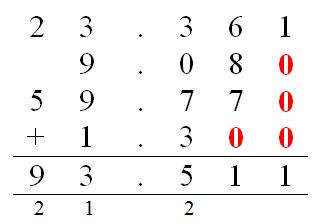 2 3 . 3 6 1
9 . 0 8 0
5 9 . 7 7 0
+ 1 . 3 0 0
9 3 . 5 1 1
2 1 2